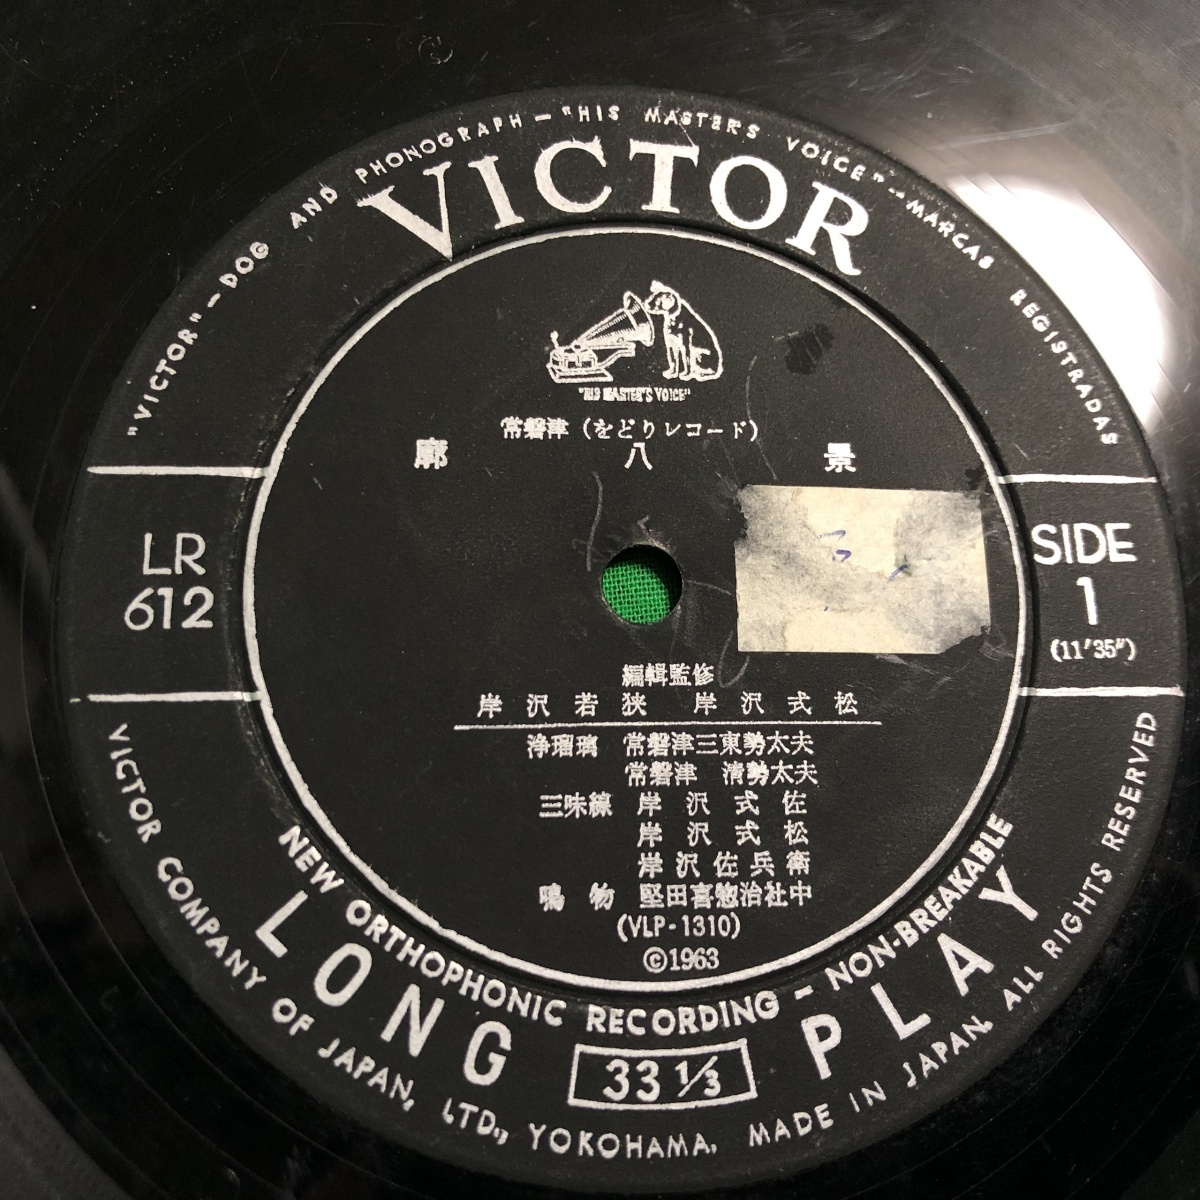 "VICTOR" — DOG AND PHONOGRAPH — "HIS MASTERS VOICE" — MARCAS REGISTRADAS
VICTOR
"HIS MASTER'S VOICE"
常磐津(をどりレコード)
廓 八 景
LR
612
SIDE
1
(11′35″)
編輯監修
岸沢若狭 岸沢式松
浄瑠璃 常磐津三東勢太夫
常磐津 清勢太夫
三味線 岸沢式佐
岸沢式松
岸沢佐兵衛
鳴物 堅田喜惣治社中
(VLP-1310)
©1963
NEW ORTHOPHONIC RECORDING – NON-BREAKABLE
LONG PLAY
33 1/3
VICTOR COMPANY OF JAPAN, LTD., YOKOHAMA. MADE IN JAPAN. ALL RIGHTS RESERVED